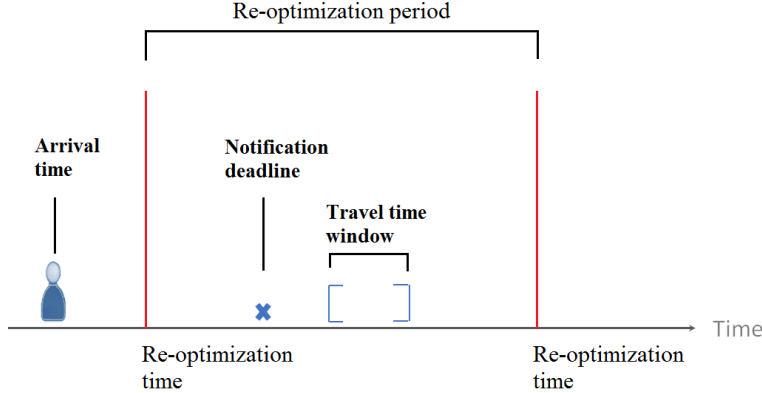 Re-optimization period
Arrival
time
Notification
deadline
Travel time
window
Time
Re-optimization
time
Re-optimization
time